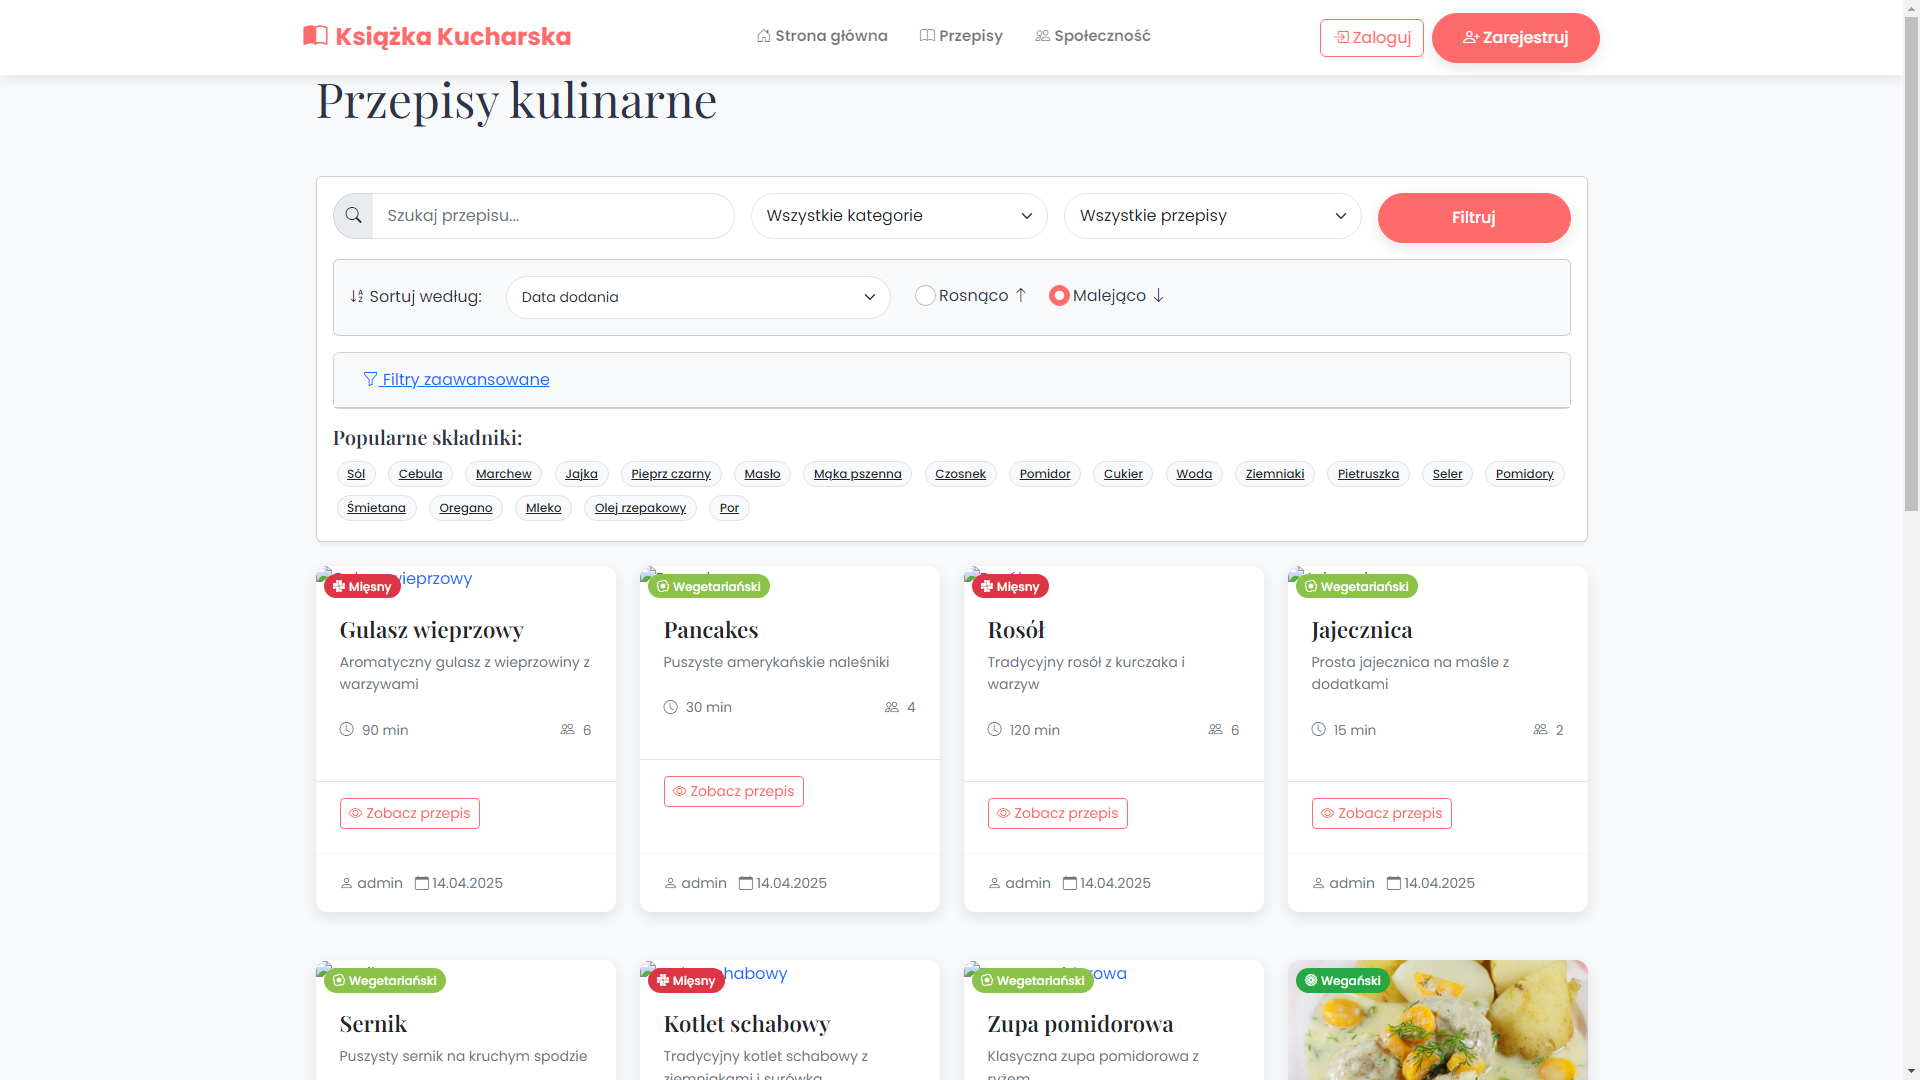 Książka Kucharska
Strona główna
Przepisy
Społeczność
Zaloguj
Zarejestruj
Przepisy kulinarne
Szukaj przepisu...
Wszystkie kategorie
Wszystkie przepisy
Filtruj
Sortuj według:
Data dodania
Rosnąco ↑
Malejąco ↓
Filtry zaawansowane
Popularne składniki:
Sól Cebula Marchew Jajka Pieprz czarny Masło Mąka pszenna Czosnek Pomidor Cukier Woda Ziemniaki Pietruszka Seler Pomidory
Śmietana Oregano Mleko Olej rzepakowy Por
Mięsny
wieprzowy
Gulasz wieprzowy
Aromatyczny gulasz z wieprzowiny z
warzywami
90 min
6
Zobacz przepis
admin
14.04.2025
Wegetariański
Pancakes
Puszyste amerykańskie naleśniki
30 min
4
Zobacz przepis
admin
14.04.2025
Mięsny
Rosół
Tradycyjny rosół z kurczaka i
warzyw
120 min
6
Zobacz przepis
admin
14.04.2025
Wegetariański
Jajecznica
Prosta jajecznica na maśle z
dodatkami
15 min
2
Zobacz przepis
admin
14.04.2025
Wegetariański
Sernik
Puszysty sernik na kruchym spodzie
Mięsny
Kotlet schabowy
Tradycyjny kotlet schabowy z
ziemniakami i surówką
Wegetariański
Zupa pomidorowa
Klasyczna zupa pomidorowa z
ryżem
Wegański